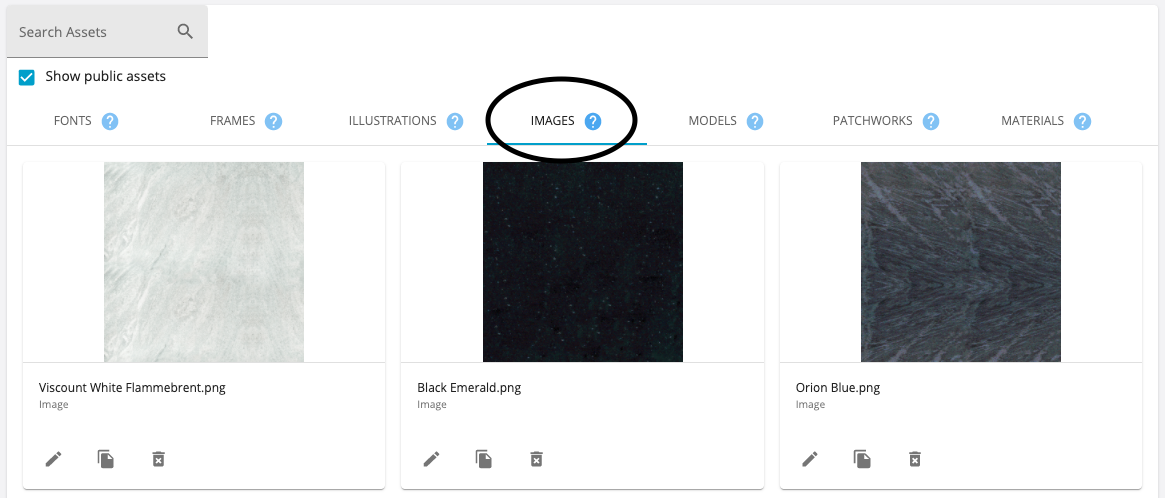 Search Assets
Show public assets
FONTS ? FRAMES ? ILLUSTRATIONS ? IMAGES ? MODELS ? PATCHWORKS ? MATERIALS ?
Viscount White Flammebrent.png
Image
Black Emerald.png
Image
Orion Blue.png
Image